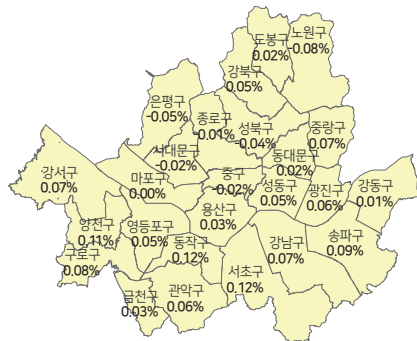 도봉구
0.02%
노원구
-0.08%
강북구
0.05%
은평구
-0.05%
종로구
-0.01%
성북구
-0.04%
중랑구
0.07%
서대문구
-0.02%
동대문구
0.02%
강서구
0.07%
마포구
0.00%
중구
-0.02%
성동구
0.05%
광진구
0.06%
강동구
0.01%
양천구
0.11%
영등포구
0.05%
용산구
0.03%
동작구
0.12%
강남구
0.07%
송파구
0.09%
구로구
0.08%
금천구
0.03%
관악구
0.06%
서초구
0.12%